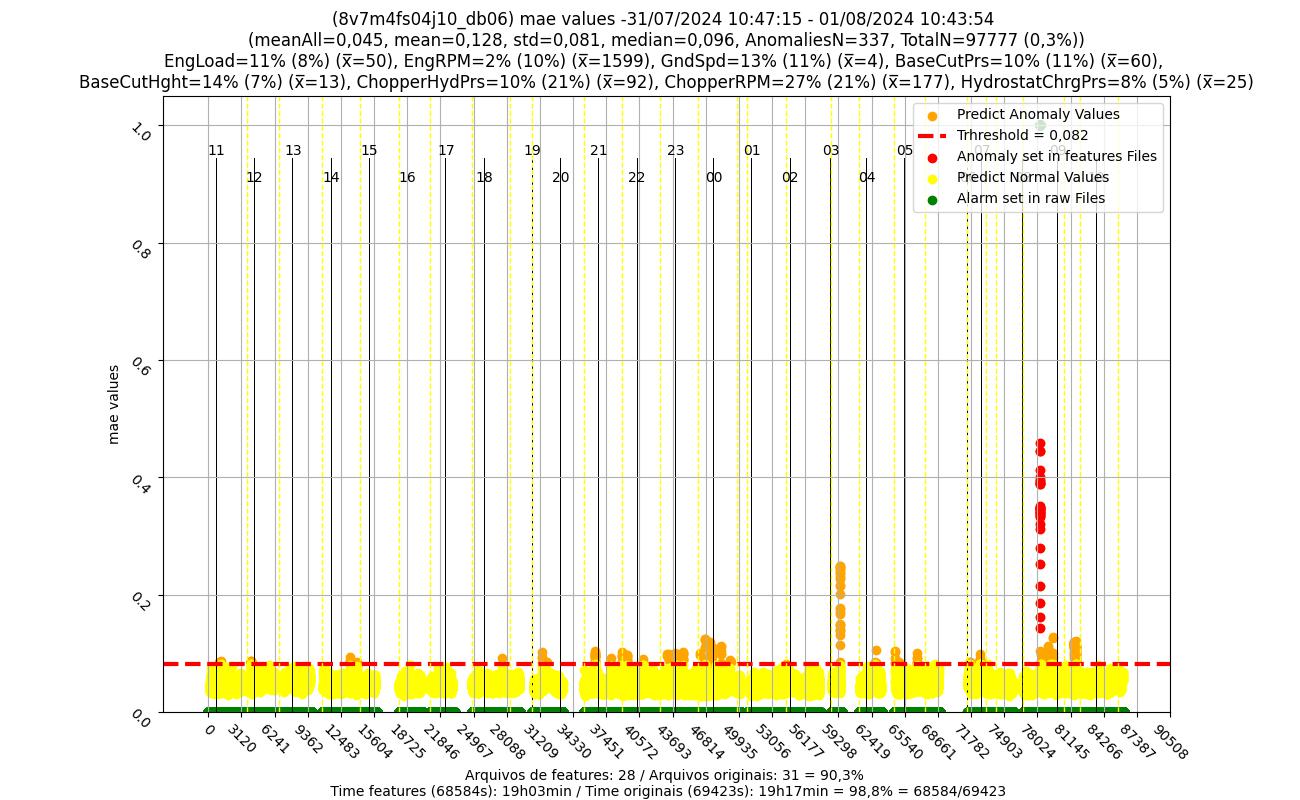 (8v7m4fs04j10_db06) mae values -31/07/2024 10:47:15 - 01/08/2024 10:43:54
(meanAll=0,045, mean=0,128, std=0,081, median=0,096, AnomaliesN=337, TotalN=97777 (0,3%))
EngLoad=11% (8%) (x̅=50), EngRPM=2% (10%) (x̅=1599), GndSpd=13% (11%) (x̅=4), BaseCutPrs=10% (11%) (x̅=60),
BaseCutHght=14% (7%) (x̅=13), ChopperHydPrs=10% (21%) (x̅=92), ChopperRPM=27% (21%) (x̅=177), HydrostatChrgPrs=8% (5%) (x̅=25)
Predict Anomaly Values
Trhreshold = 0,082
Anomaly set in features Files
Predict Normal Values
Alarm set in raw Files
11 13 15 17 19 21 23 01 03 05 07 09
12 14 16 18 20 22 00 02 04
mae values
1.0
0.8
0.6
0.4
0.2
0.0
0 3120 6241 9362 12483 15604 18725 21846 24967 28088 31209 34330 37451 40572 43693 46814 49935 53056 56177 59298 62419 65540 68661 71782 74903 78024 81145 84266 87387 90508
Arquivos de features: 28 / Arquivos originais: 31 = 90,3%
Time features (68584s): 19h03min / Time originais (69423s): 19h17min = 98,8% = 68584/69423